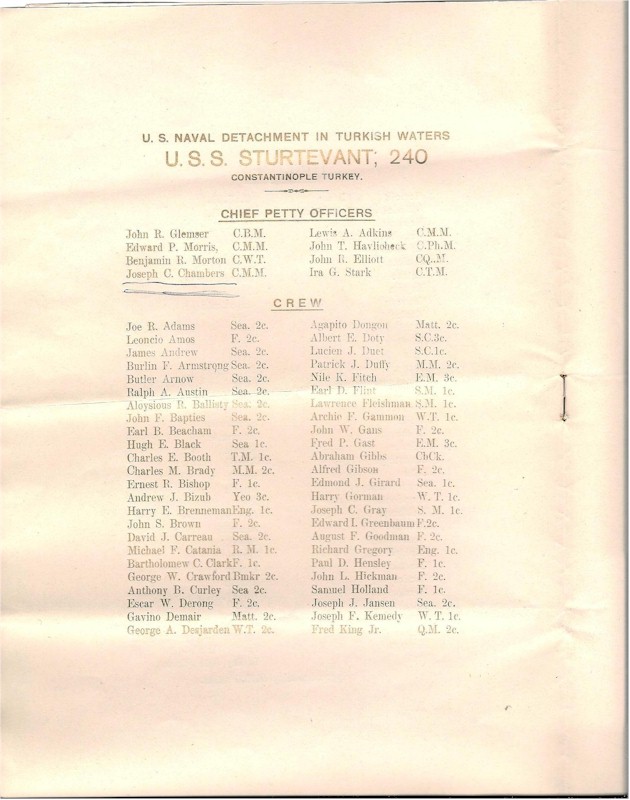 U. S. NAVAL DETACHMENT IN TURKISH WATERS
U.S.S. STURTEVANT; 240
CONSTANTINOPLE TURKEY.
CHIEF PETTY OFFICERS
John R. Glemser C.B.M. Lewis A. Adkins C.M.M.
Edward P. Morris, C.M.M. John T. Havliobeck C.Ph.M.
Benjamin R. Morton C.W.T. John R. Elliott CQ..M.
Joseph C. Chambers C.M.M. Ira G. Stark C.T.M.
CREW
Joe R. Adams Sea. 2c. Agapito Dongon Matt. 2c.
Leoncio Amos F. 2c. Albert E. Doty S.C.3c.
James Andrew Sea. 2c. Lucien J. Duet S.C.1c.
Burlin F. Armstrong Sea. 2c. Patrick J. Duffy M.M. 2c.
Butler Arnow Sea. 2c. Nile K. Fitch E.M. 3c.
Ralph A. Austin Sea. 2c. Earl D. Flint S.M. 1c.
Aloysious R. Ballisty Sea. 2c. Lawrence Fleishman S.M. 1c.
John F. Bapties Sea. 2c. Archie F. Gammon W.T. 1c.
Earl B. Beacham F. 2c. John W. Gans F. 2c.
Hugh E. Black Sea 1c. Fred P. Gast E.M. 3c.
Charles E. Booth T.M. 1c. Abraham Gibbs CbCk.
Charles M. Brady M.M. 2c. Alfred Gibson F. 2c.
Ernest R. Bishop F. 1c. Edmond J. Girard Sea. 1c.
Andrew J. Bizub Yeo 3c. Harry Gorman W. T. 1c.
Harry E. Brenneman Eng. 1c. Joseph C. Gray S. M. 1c.
John S. Brown F. 2c. Edward I. Greenbaum F.2c.
David J. Carreau Sea. 2c. August F. Goodman F. 2c.
Michael F. Catania R. M. 1c. Richard Gregory Eng. 1c.
Bartholomew C. Clark F. 1c. Paul D. Hensley F. 1c.
George W. Crawford Bmkr 2c. John L. Hickman F. 2c.
Anthony B. Curley Sea 2c. Samuel Holland F. 1c.
Escar W. Derong F. 2c. Joseph J. Jansen Sea. 2c.
Gavino Demair Matt. 2c. Joseph F. Kemedy W. T. 1c.
George A. Desjarden W.T. 2c. Fred King Jr. Q.M. 2c.